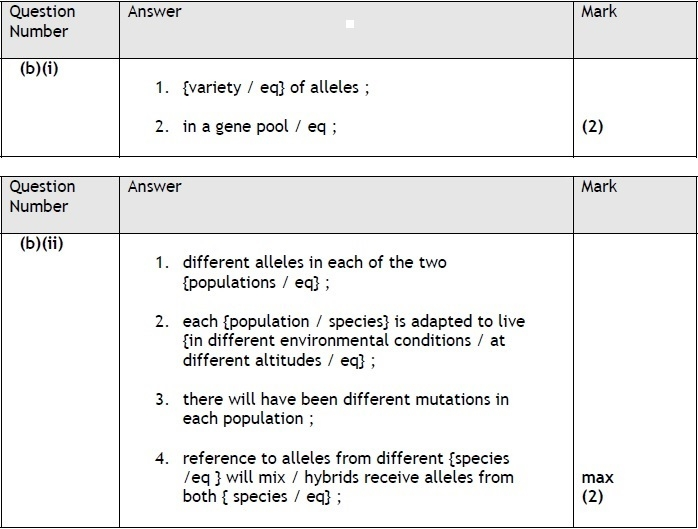 Question Number Answer Mark
(b)(i)
1. {variety / eq} of alleles ;
2. in a gene pool / eq ; (2)
Question Number Answer Mark
(b)(ii)
1. different alleles in each of the two
{populations / eq} ;
2. each {population / species} is adapted to live
{in different environmental conditions / at
different altitudes / eq} ;
3. there will have been different mutations in
each population ;
4. reference to alleles from different {species
/eq } will mix / hybrids receive alleles from max
both { species / eq} ; (2)